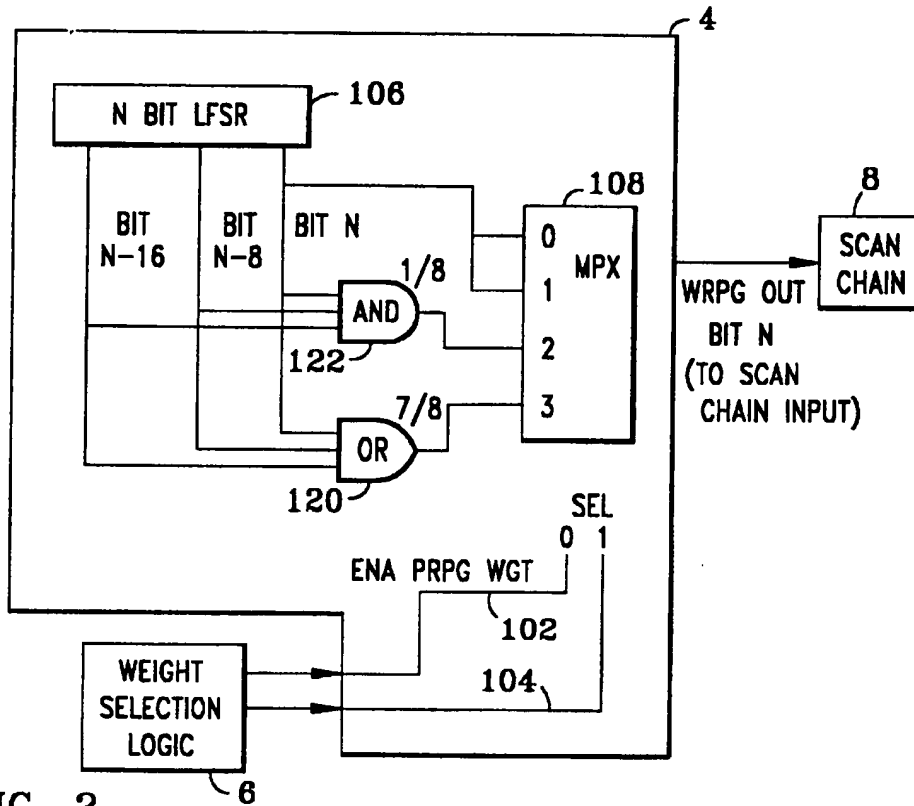 4
N BIT LFSR
106
BIT
N-16
BIT
N-8
BIT N
108
0
MPX
1
2
3
1/8
AND
122
7/8
OR
120
8
SCAN
CHAIN
WRPG OUT
BIT N
(TO SCAN
CHAIN INPUT)
SEL
0 1
ENA PRPG WGT
102
104
WEIGHT
SELECTION
LOGIC
6